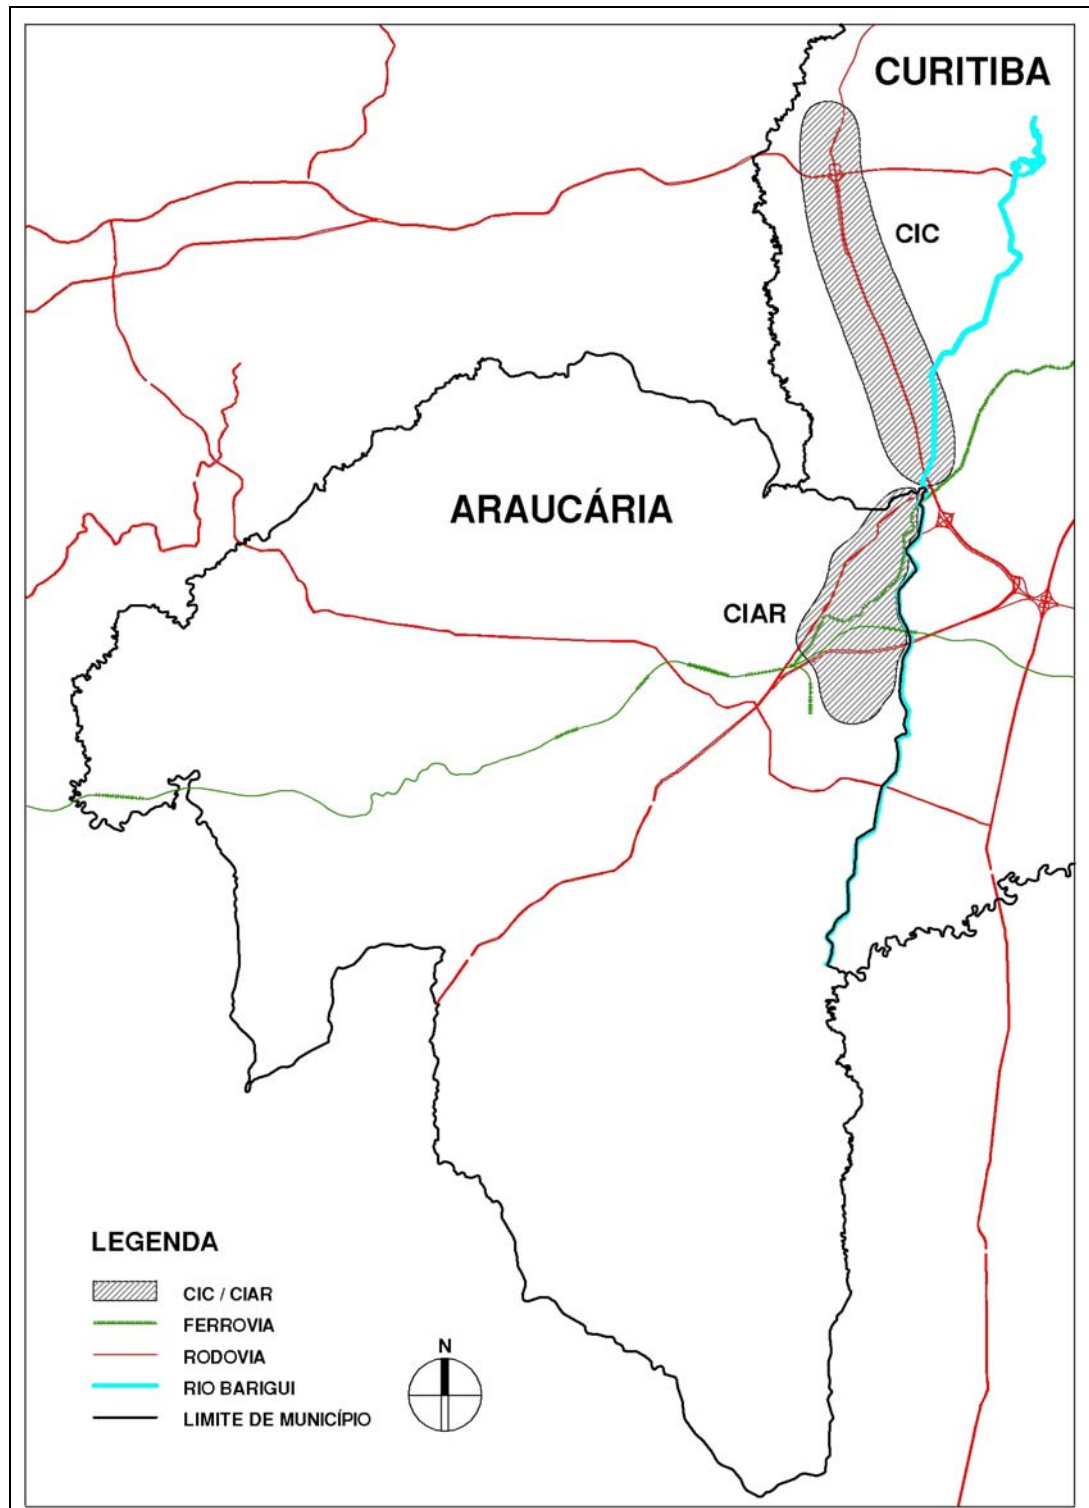 CURITIBA
CIC
ARAUCÁRIA
CIAR
LEGENDA
CIC / CIAR
FERROVIA
RODOVIA
RIO BARIGUI
LIMITE DE MUNICÍPIO
N